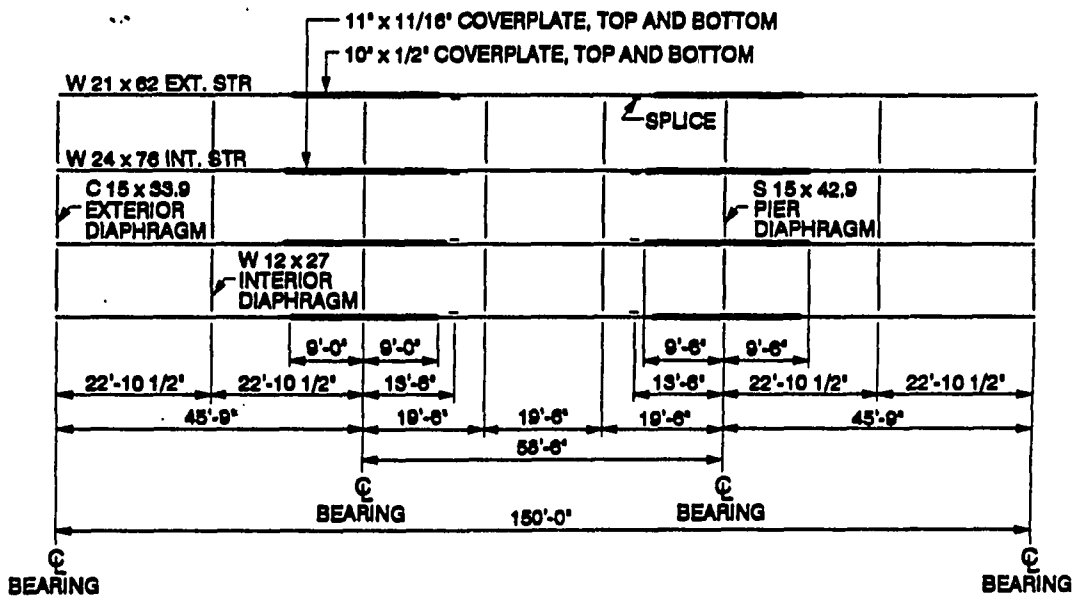 11" x 11/16" COVERPLATE, TOP AND BOTTOM
10" x 1/2" COVERPLATE, TOP AND BOTTOM
W 21 x 62 EXT. STR
SPLICE
W 24 x 76 INT. STR
C 15 x 33.9
EXTERIOR
DIAPHRAGM
S 15 x 42.9
PIER
DIAPHRAGM
W 12 x 27
INTERIOR
DIAPHRAGM
9'-0" 9'-0" 9'-6" 9'-6"
22'-10 1/2" 22'-10 1/2" 13'-6" 13'-6" 22'-10 1/2" 22'-10 1/2"
45'-9" 19'-6" 19'-6" 19'-6" 45'-9"
58'-6"
℄ ℄
BEARING BEARING
150'-0"
℄ ℄
BEARING BEARING